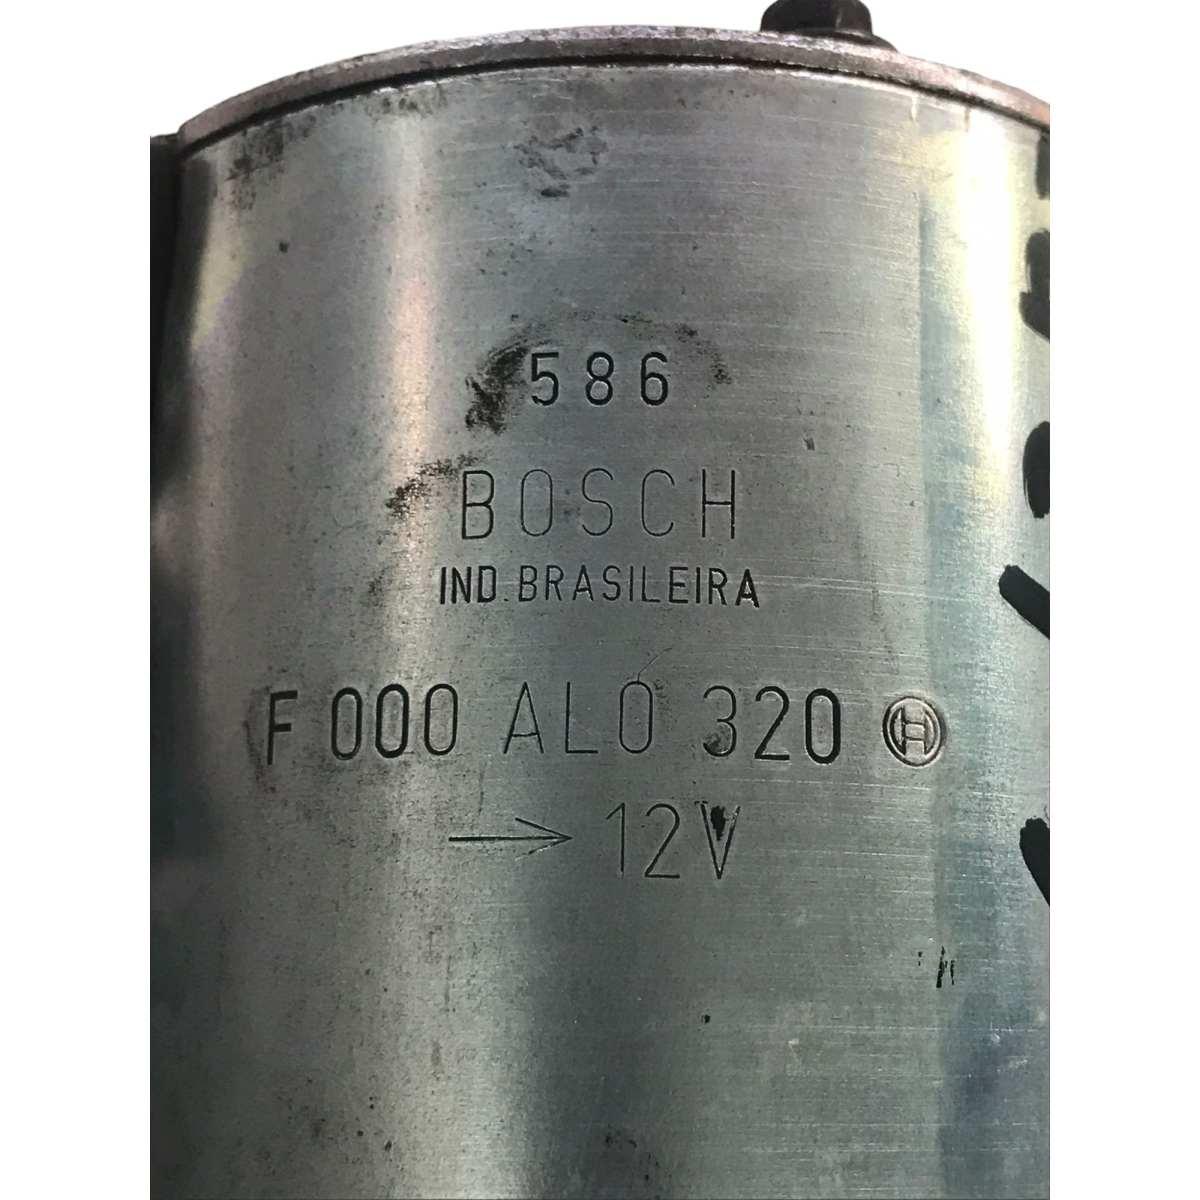 586
BOSCH
IND. BRASILEIRA
F 000 AL0 320
→ 12V